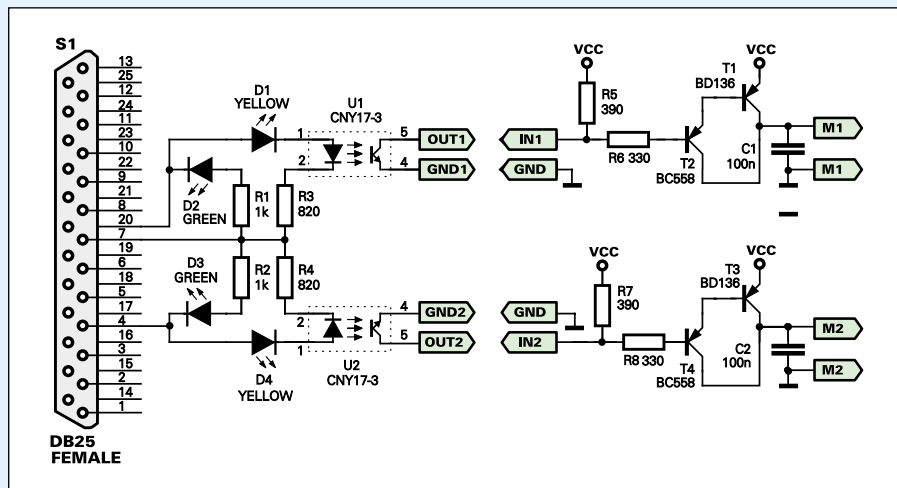 S1
13
25
12
24
11
23
10
22
9
21
8
20
7
19
6
18
5
17
4
16
3
15
2
14
1
DB25
FEMALE
D1
YELLOW
D2
GREEN
R1
1k
R3
820
U1
CNY17-3
1
2
5
4
OUT1
GND1
D3
GREEN
R2
1k
R4
820
D4
YELLOW
2
1
4
5
U2
CNY17-3
GND2
OUT2
VCC
R5
390
IN1
GND
R6 330
T2
BC558
VCC
T1
BD136
C1
100n
M1
M1
VCC
R7
390
GND
IN2
R8 330
T4
BC558
VCC
T3
BD136
C2
100n
M2
M2